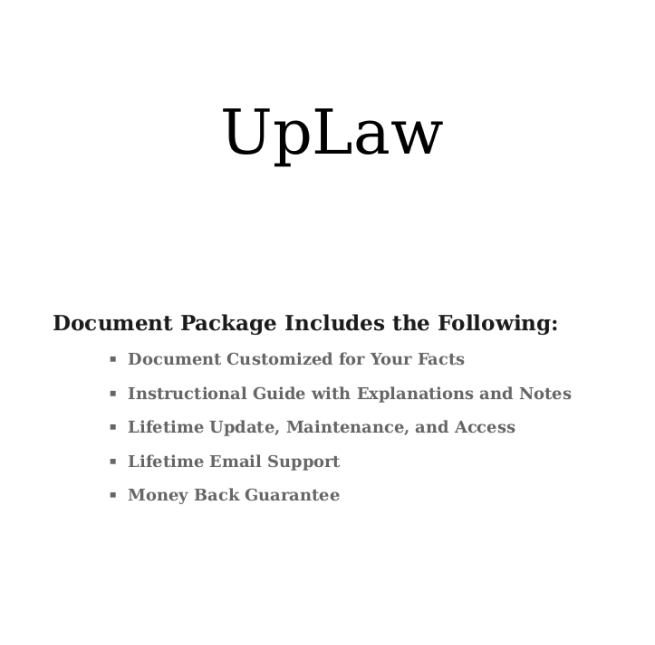 UpLaw
Document Package Includes the Following:
▪ Document Customized for Your Facts
▪ Instructional Guide with Explanations and Notes
▪ Lifetime Update, Maintenance, and Access
▪ Lifetime Email Support
▪ Money Back Guarantee